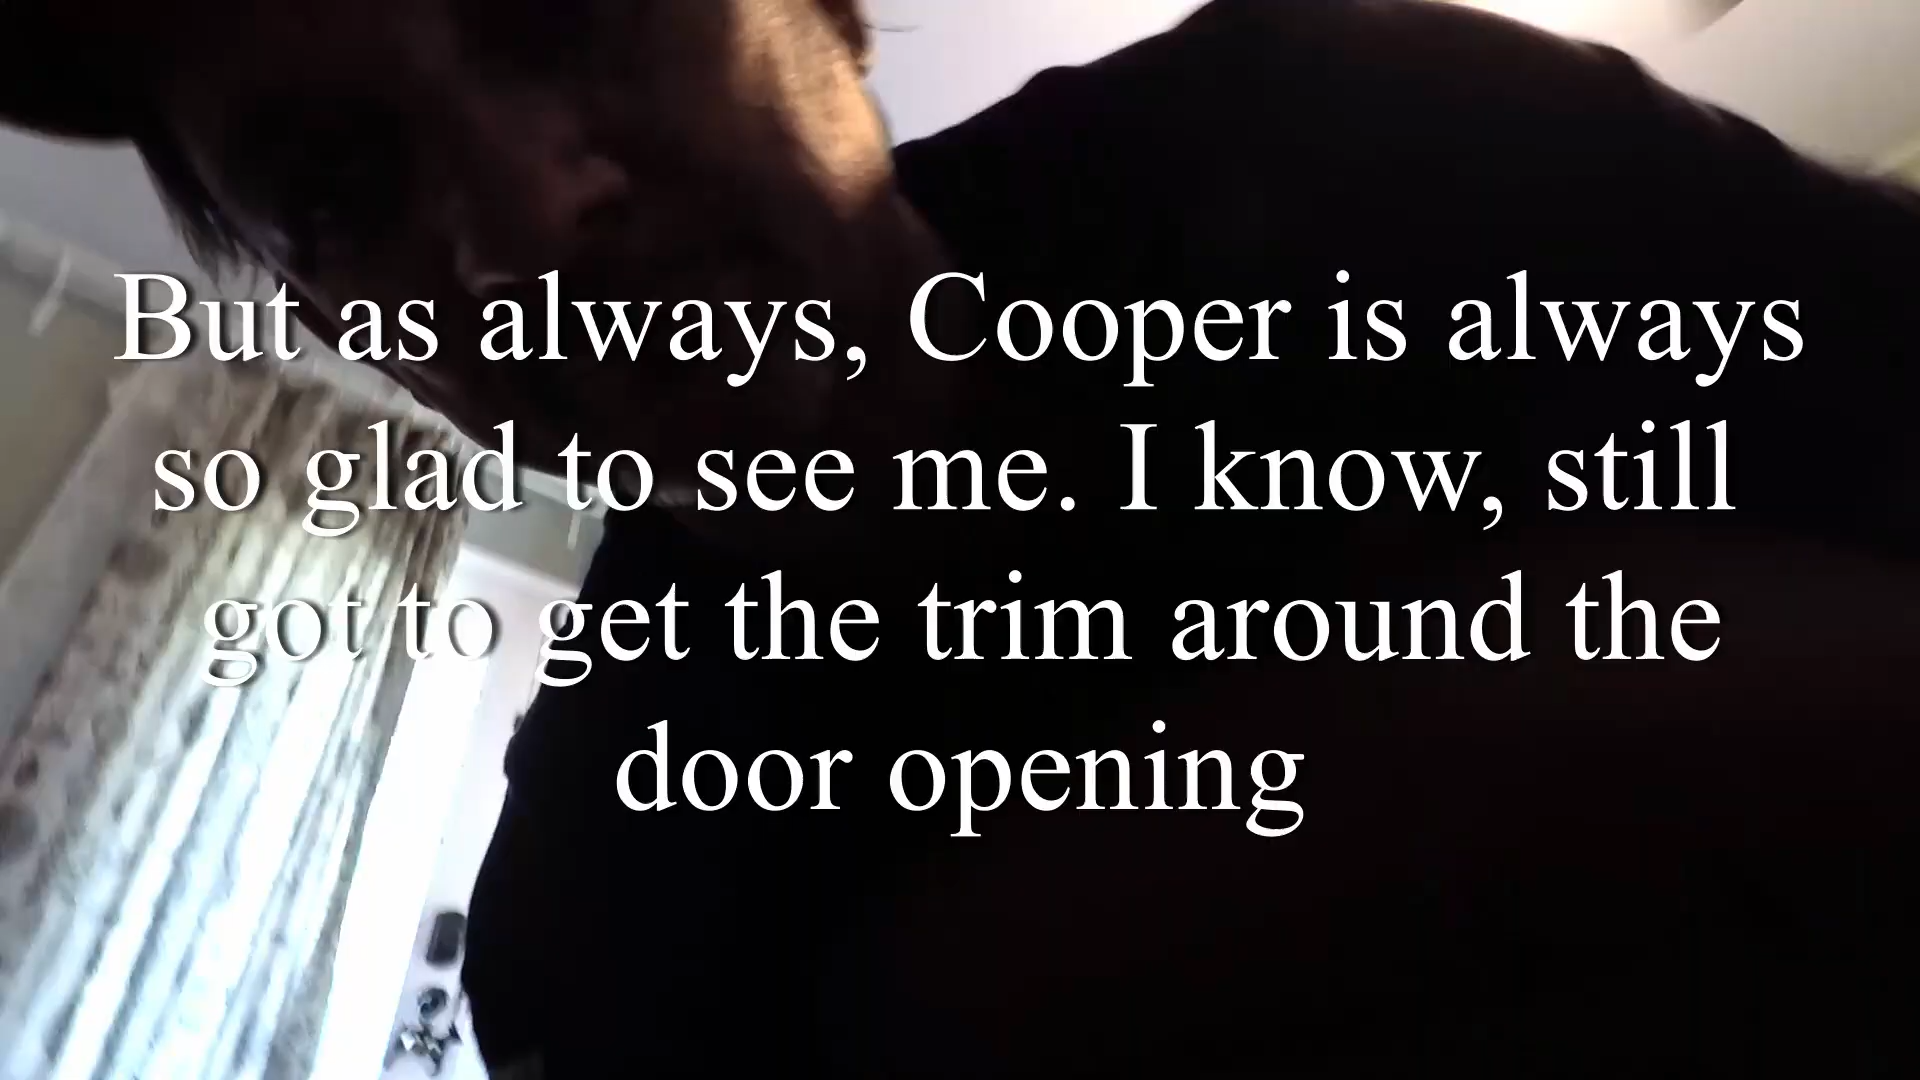 But as always, Cooper is always
so glad to see me. I know, still
got to get the trim around the
door opening